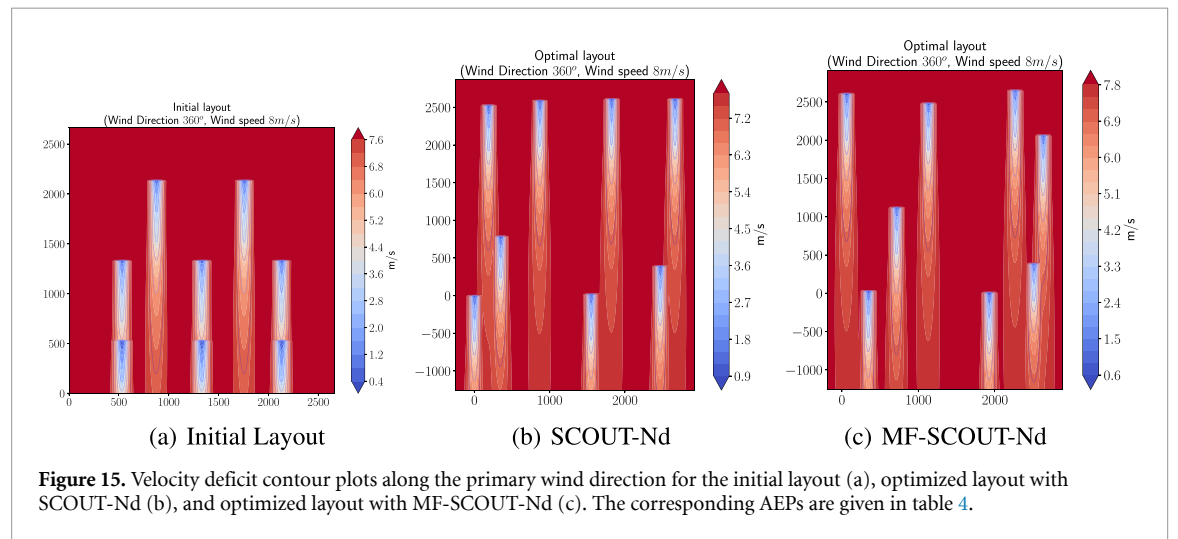 Initial layout
(Wind Direction 360°, Wind speed 8m/s)
2500
2000
1500
1000
500
0
0 500 1000 1500 2000 2500
7.6
6.8
6.0
5.2
4.4
3.6
2.8
2.0
1.2
0.4
m/s
(a) Initial Layout
Optimal layout
(Wind Direction 360°, Wind speed 8m/s)
2500
2000
1500
1000
500
0
−500
−1000
0 1000 2000
7.2
6.3
5.4
4.5
3.6
2.7
1.8
0.9
m/s
(b) SCOUT-Nd
Optimal layout
(Wind Direction 360°, Wind speed 8m/s)
2500
2000
1500
1000
500
0
−500
−1000
0 1000 2000
7.8
6.9
6.0
5.1
4.2
3.3
2.4
1.5
0.6
m/s
(c) MF-SCOUT-Nd
Figure 15. Velocity deficit contour plots along the primary wind direction for the initial layout (a), optimized layout with
SCOUT-Nd (b), and optimized layout with MF-SCOUT-Nd (c). The corresponding AEPs are given in table 4.